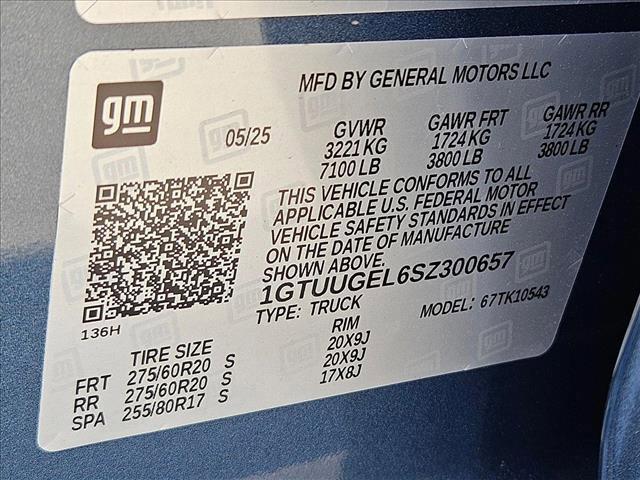 gm
MFD BY GENERAL MOTORS LLC
05/25 GVWR GAWR FRT GAWR RR
3221 KG 1724 KG 1724 KG
7100 LB 3800 LB 3800 LB
THIS VEHICLE CONFORMS TO ALL
APPLICABLE U.S. FEDERAL MOTOR
VEHICLE SAFETY STANDARDS IN EFFECT
ON THE DATE OF MANUFACTURE
SHOWN ABOVE.
1GTUUGEL6SZ300657
TYPE: TRUCK MODEL: 67TK10543
136H
TIRE SIZE RIM
FRT 275/60R20 S 20X9J
RR 275/60R20 S 20X9J
SPA 255/80R17 S 17X8J